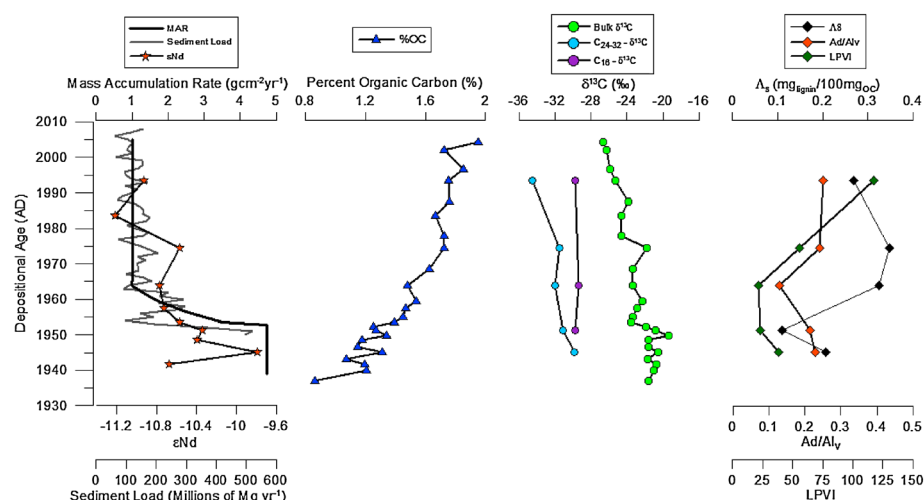 MAR
Sediment Load
εNd
%OC
Bulk δ¹³C
C₂₄₋₃₂ - δ¹³C
C₁₆ - δ¹³C
Λ8
Ad/Alv
LPVI
Mass Accumulation Rate (gcm⁻²yr⁻¹)
Percent Organic Carbon (%)
δ¹³C (‰)
Λₛ (mg_lignin/100mg_OC)
0 1 2 3 4 5
0.8 1.2 1.6 2
-36 -32 -28 -24 -20 -16
0 0.1 0.2 0.3 0.4
Depositional Age (AD)
2010
2000
1990
1980
1970
1960
1950
1940
1930
-11.2 -10.8 -10.4 -10 -9.6
εNd
0 0.1 0.2 0.3 0.4 0.5
Ad/Al_V
0 100 200 300 400 500 600
Sediment Load (Millions of Mg yr⁻¹)
0 25 50 75 100 125 150
LPVI